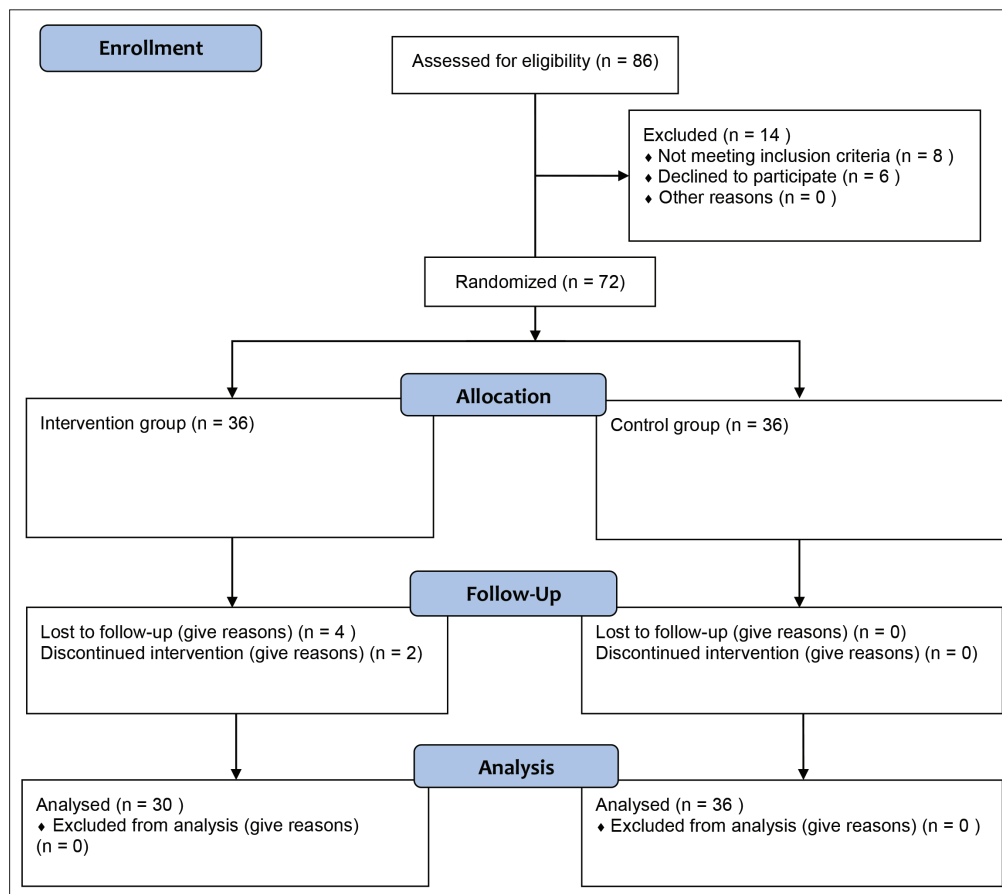 Enrollment
Assessed for eligibility (n = 86)
Excluded (n = 14 )
♦ Not meeting inclusion criteria (n = 8 )
♦ Declined to participate (n = 6 )
♦ Other reasons (n = 0 )
Randomized (n = 72)
Allocation
Intervention group (n = 36)
Control group (n = 36)
Follow-Up
Lost to follow-up (give reasons) (n = 4 )
Discontinued intervention (give reasons) (n = 2)
Lost to follow-up (give reasons) (n = 0)
Discontinued intervention (give reasons) (n = 0)
Analysis
Analysed (n = 30 )
♦ Excluded from analysis (give reasons)
(n = 0)
Analysed (n = 36 )
♦ Excluded from analysis (give reasons) (n = 0 )